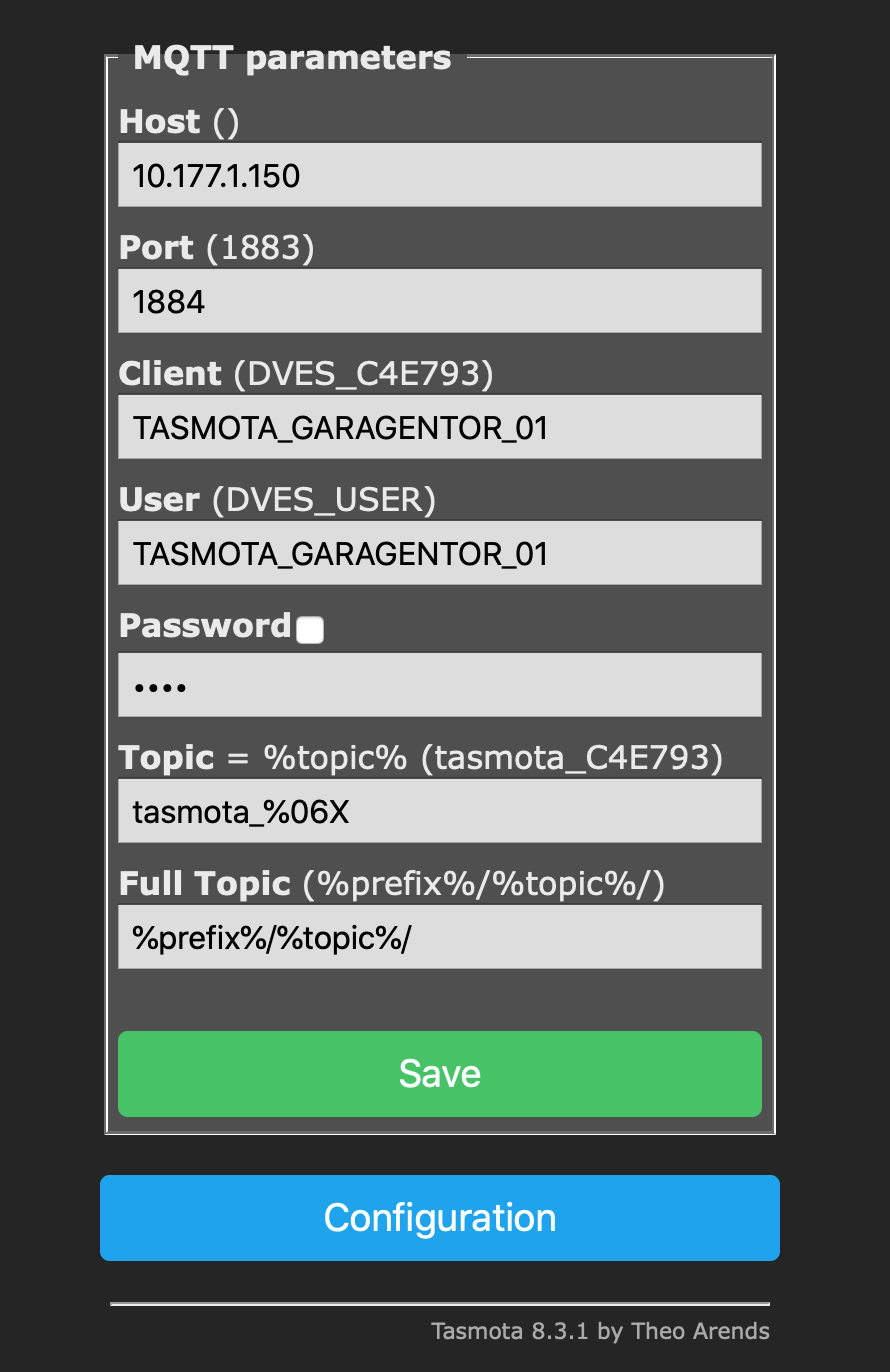 MQTT parameters
Host ()
10.177.1.150
Port (1883)
1884
Client (DVES_C4E793)
TASMOTA_GARAGENTOR_01
User (DVES_USER)
TASMOTA_GARAGENTOR_01
Password
••••
Topic = %topic% (tasmota_C4E793)
tasmota_%06X
Full Topic (%prefix%/%topic%/)
%prefix%/%topic%/
Save
Configuration
Tasmota 8.3.1 by Theo Arends